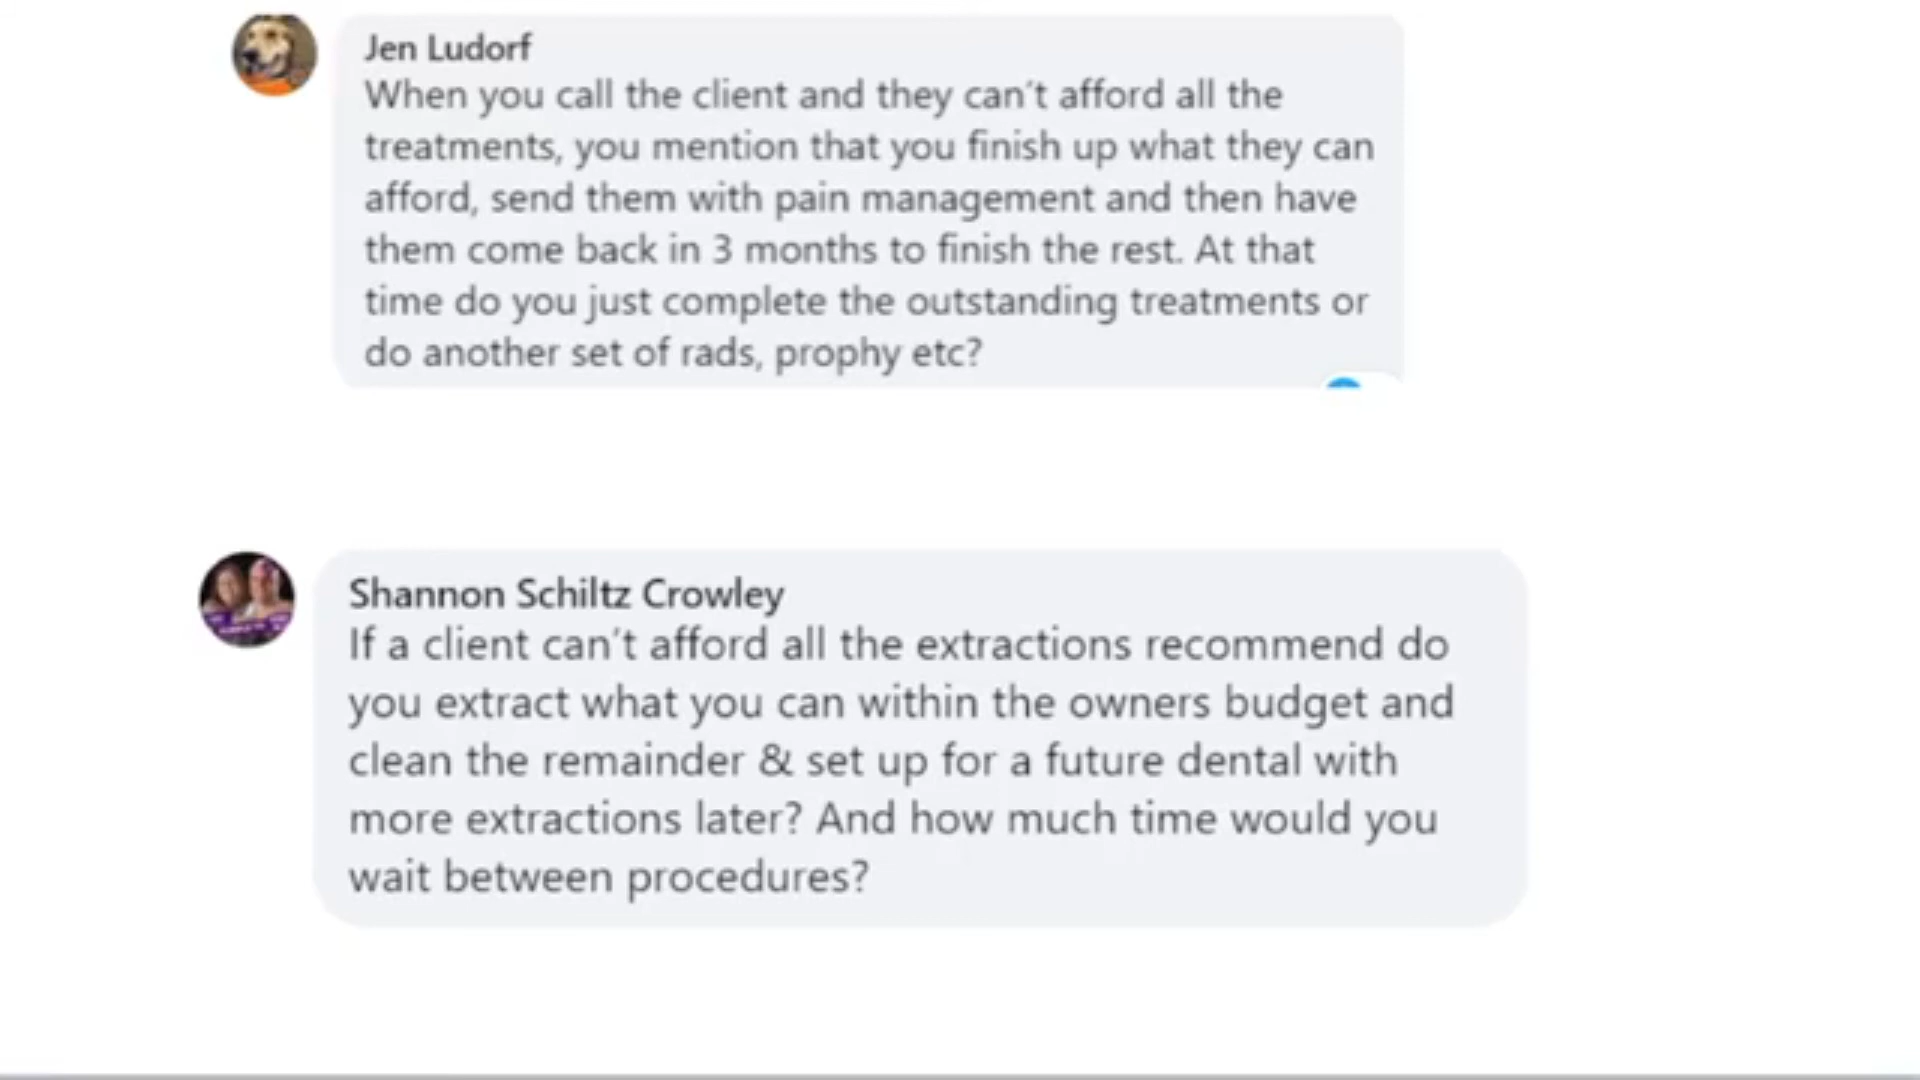 Jen Ludorf
When you call the client and they can't afford all the
treatments, you mention that you finish up what they can
afford, send them with pain management and then have
them come back in 3 months to finish the rest. At that
time do you just complete the outstanding treatments or
do another set of rads, prophy etc?
Shannon Schiltz Crowley
If a client can't afford all the extractions recommend do
you extract what you can within the owners budget and
clean the remainder & set up for a future dental with
more extractions later? And how much time would you
wait between procedures?